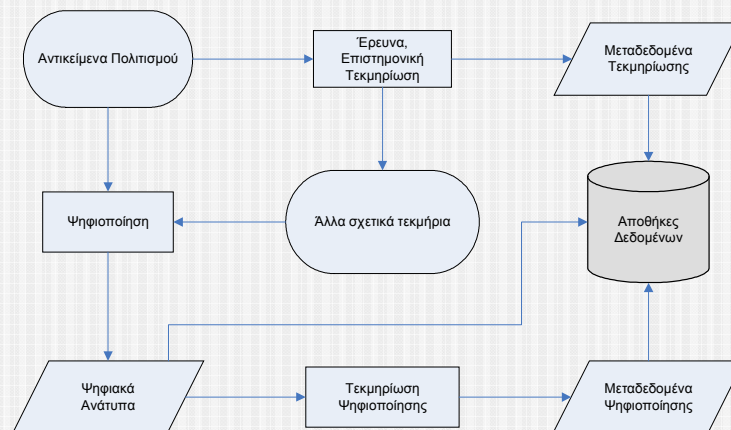 Αντικείμενα Πολιτισμού
Έρευνα,
Επιστημονική
Τεκμηρίωση
Μεταδεδομένα
Τεκμηρίωσης
Ψηφιοποίηση
Άλλα σχετικά τεκμήρια
Αποθήκες
Δεδομένων
Ψηφιακά
Ανάτυπα
Τεκμηρίωση
Ψηφιοποίησης
Μεταδεδομένα
Ψηφιοποίησης